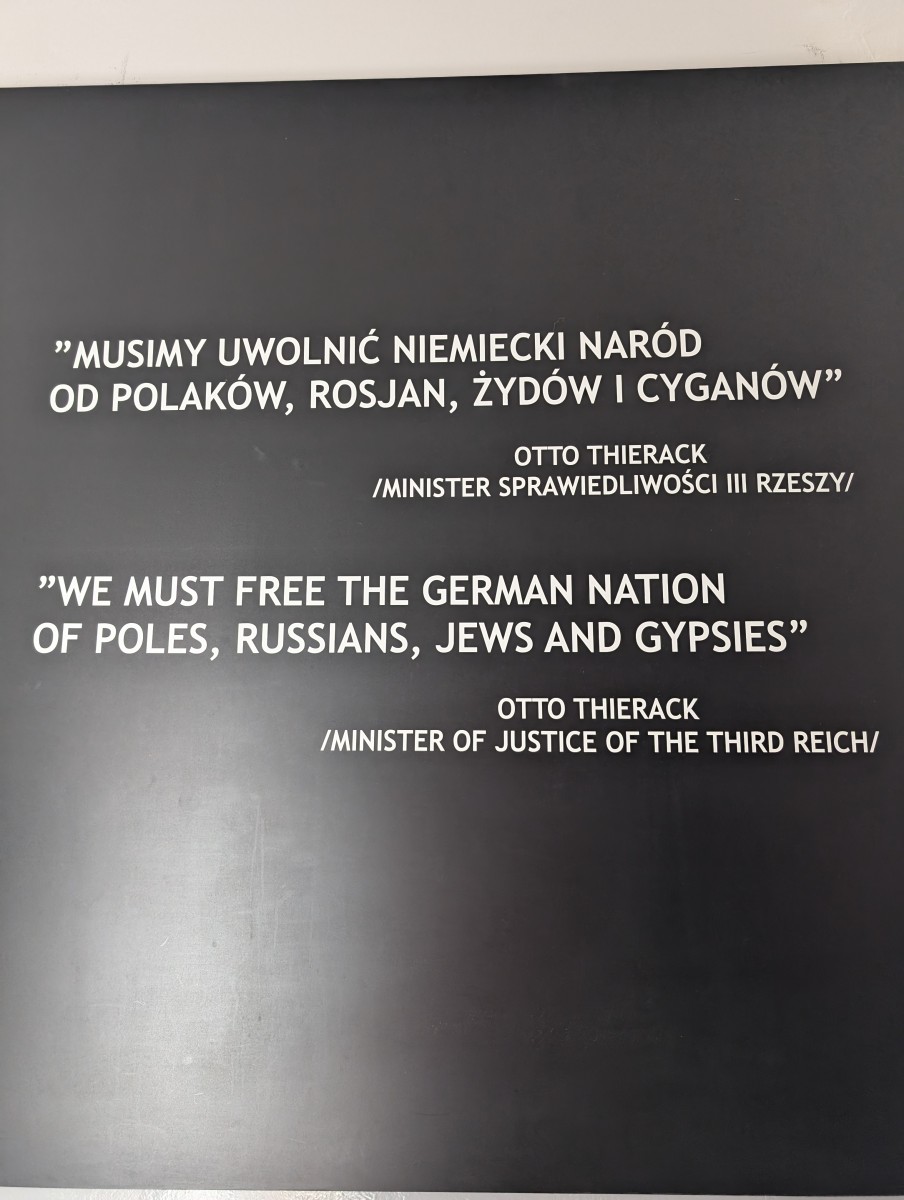 ”MUSIMY UWOLNIĆ NIEMIECKI NARÓD
OD POLAKÓW, ROSJAN, ŻYDÓW I CYGANÓW”
OTTO THIERACK
/MINISTER SPRAWIEDLIWOŚCI III RZESZY/
”WE MUST FREE THE GERMAN NATION
OF POLES, RUSSIANS, JEWS AND GYPSIES”
OTTO THIERACK
/MINISTER OF JUSTICE OF THE THIRD REICH/